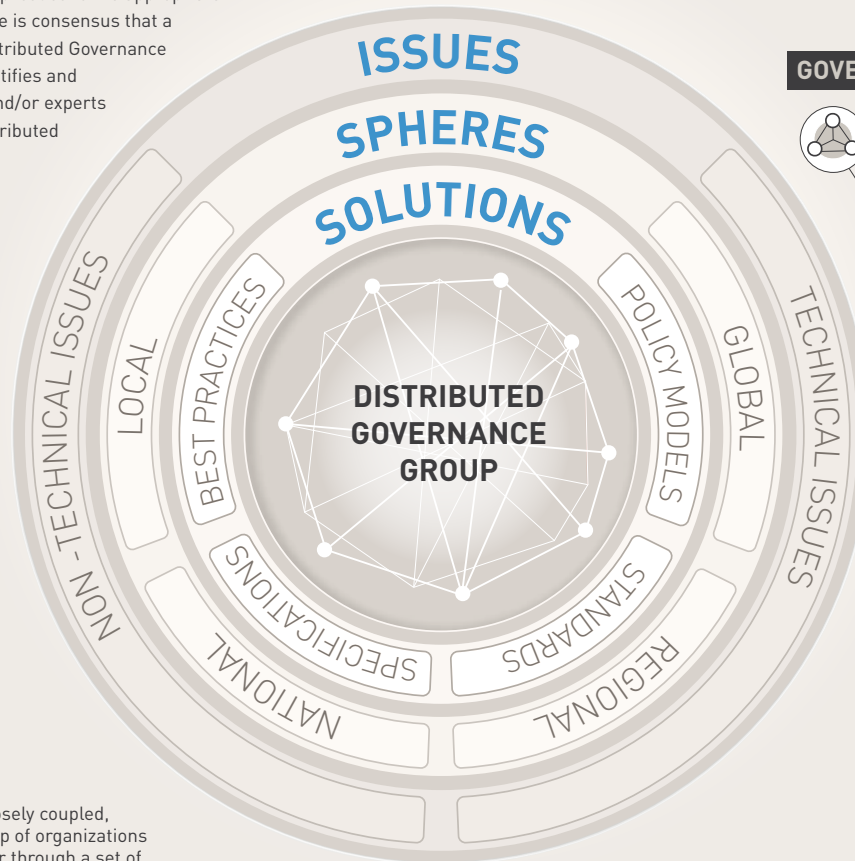 e is consensus that a
tributed Governance
tifies and
nd/or experts
ributed
GOVE
ISSUES
SPHERES
SOLUTIONS
NON - TECHNICAL ISSUES
LOCAL
BEST PRACTICES
POLICY MODELS
GLOBAL
TECHNICAL ISSUES
DISTRIBUTED
GOVERNANCE
GROUP
SPECIFICATIONS
STANDARDS
NATIONAL
REGIONAL
sely coupled,
p of organizations
r through a set of